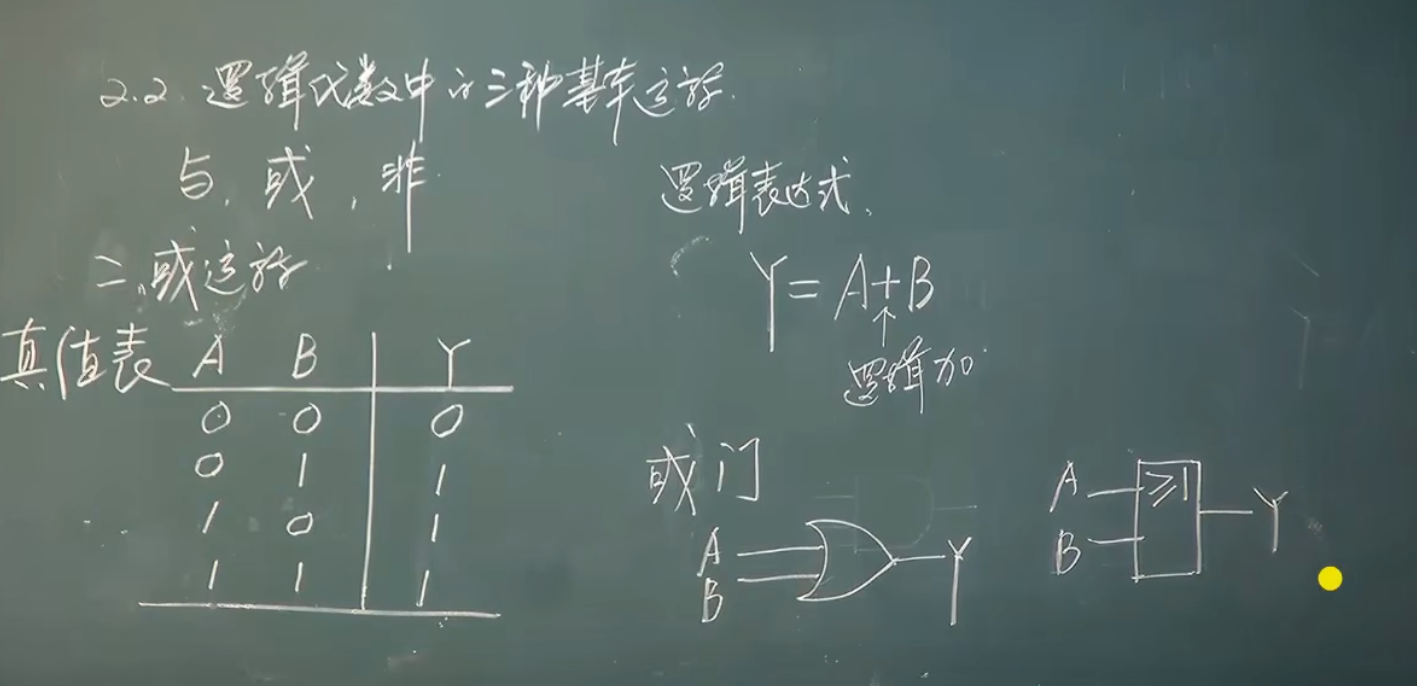 2.2 逻辑代数中的三种基本运算.
与, 或, 非.
二、或运算
真值表 A B Y
0 0 0
0 1 1
1 0 1
1 1 1
逻辑表达式,
Y=A+B
↑
逻辑加
或门
A
B
Y
A
B
≥1
Y